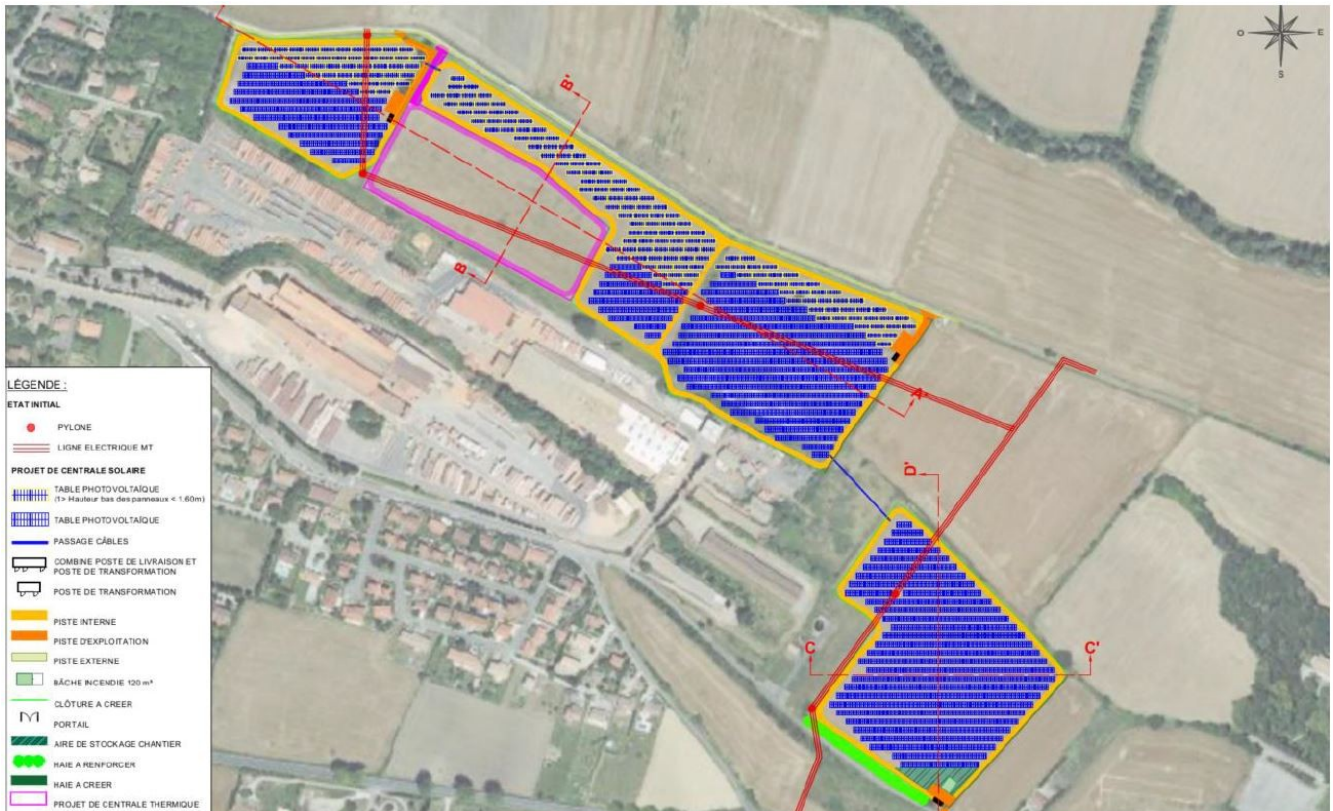 O
E
S
B'
B
A'
D'
C
C'
LÉGENDE :
ETAT INITIAL
PYLONE
LIGNE ELECTRIQUE MT
PROJET DE CENTRALE SOLAIRE
TABLE PHOTOVOLTAÏQUE
(1> Hauteur bas des panneaux < 1.60m)
TABLE PHOTOVOLTAÏQUE
PASSAGE CÂBLES
COMBINE POSTE DE LIVRAISON ET
POSTE DE TRANSFORMATION
POSTE DE TRANSFORMATION
PISTE INTERNE
PISTE D'EXPLOITATION
PISTE EXTERNE
BÂCHE INCENDIE 120 m³
CLÔTURE A CREER
PORTAIL
AIRE DE STOCKAGE CHANTIER
HAIE A RENFORCER
HAIE A CREER
PROJET DE CENTRALE THERMIQUE